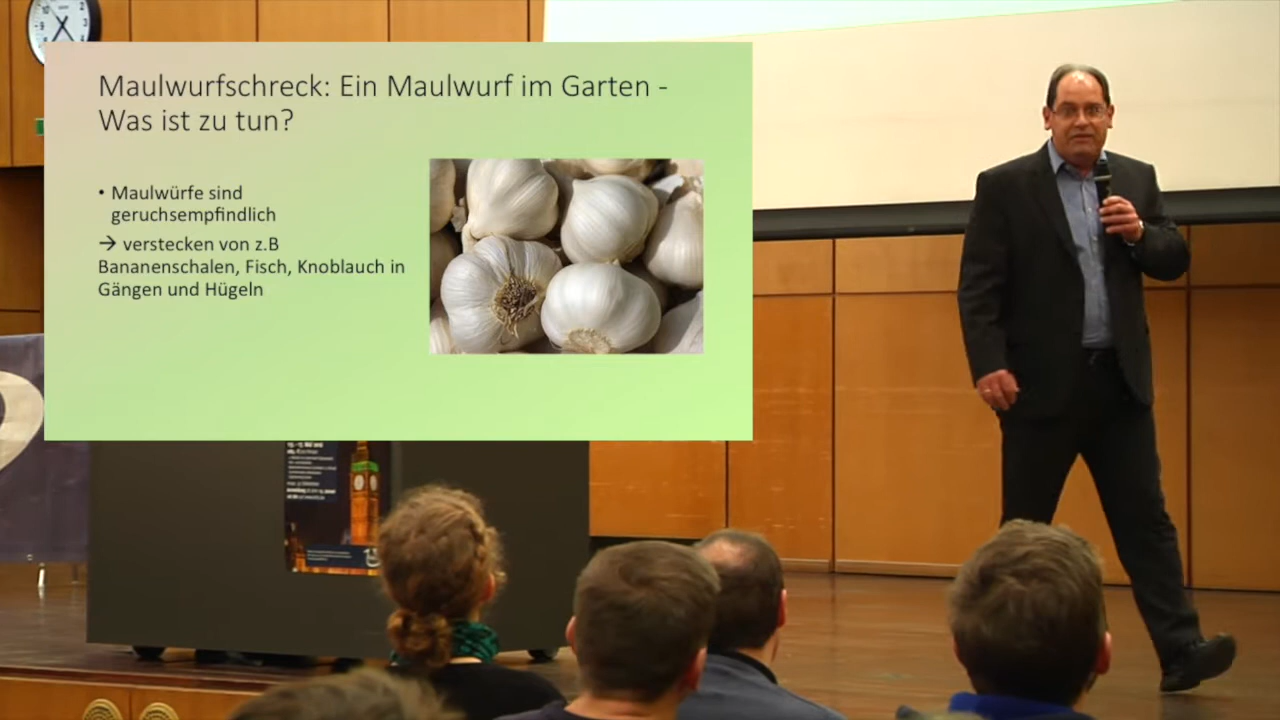 Maulwurfschreck: Ein Maulwurf im Garten -
Was ist zu tun?
• Maulwürfe sind
geruchsempfindlich
→ verstecken von z.B
Bananenschalen, Fisch, Knoblauch in
Gängen und Hügeln